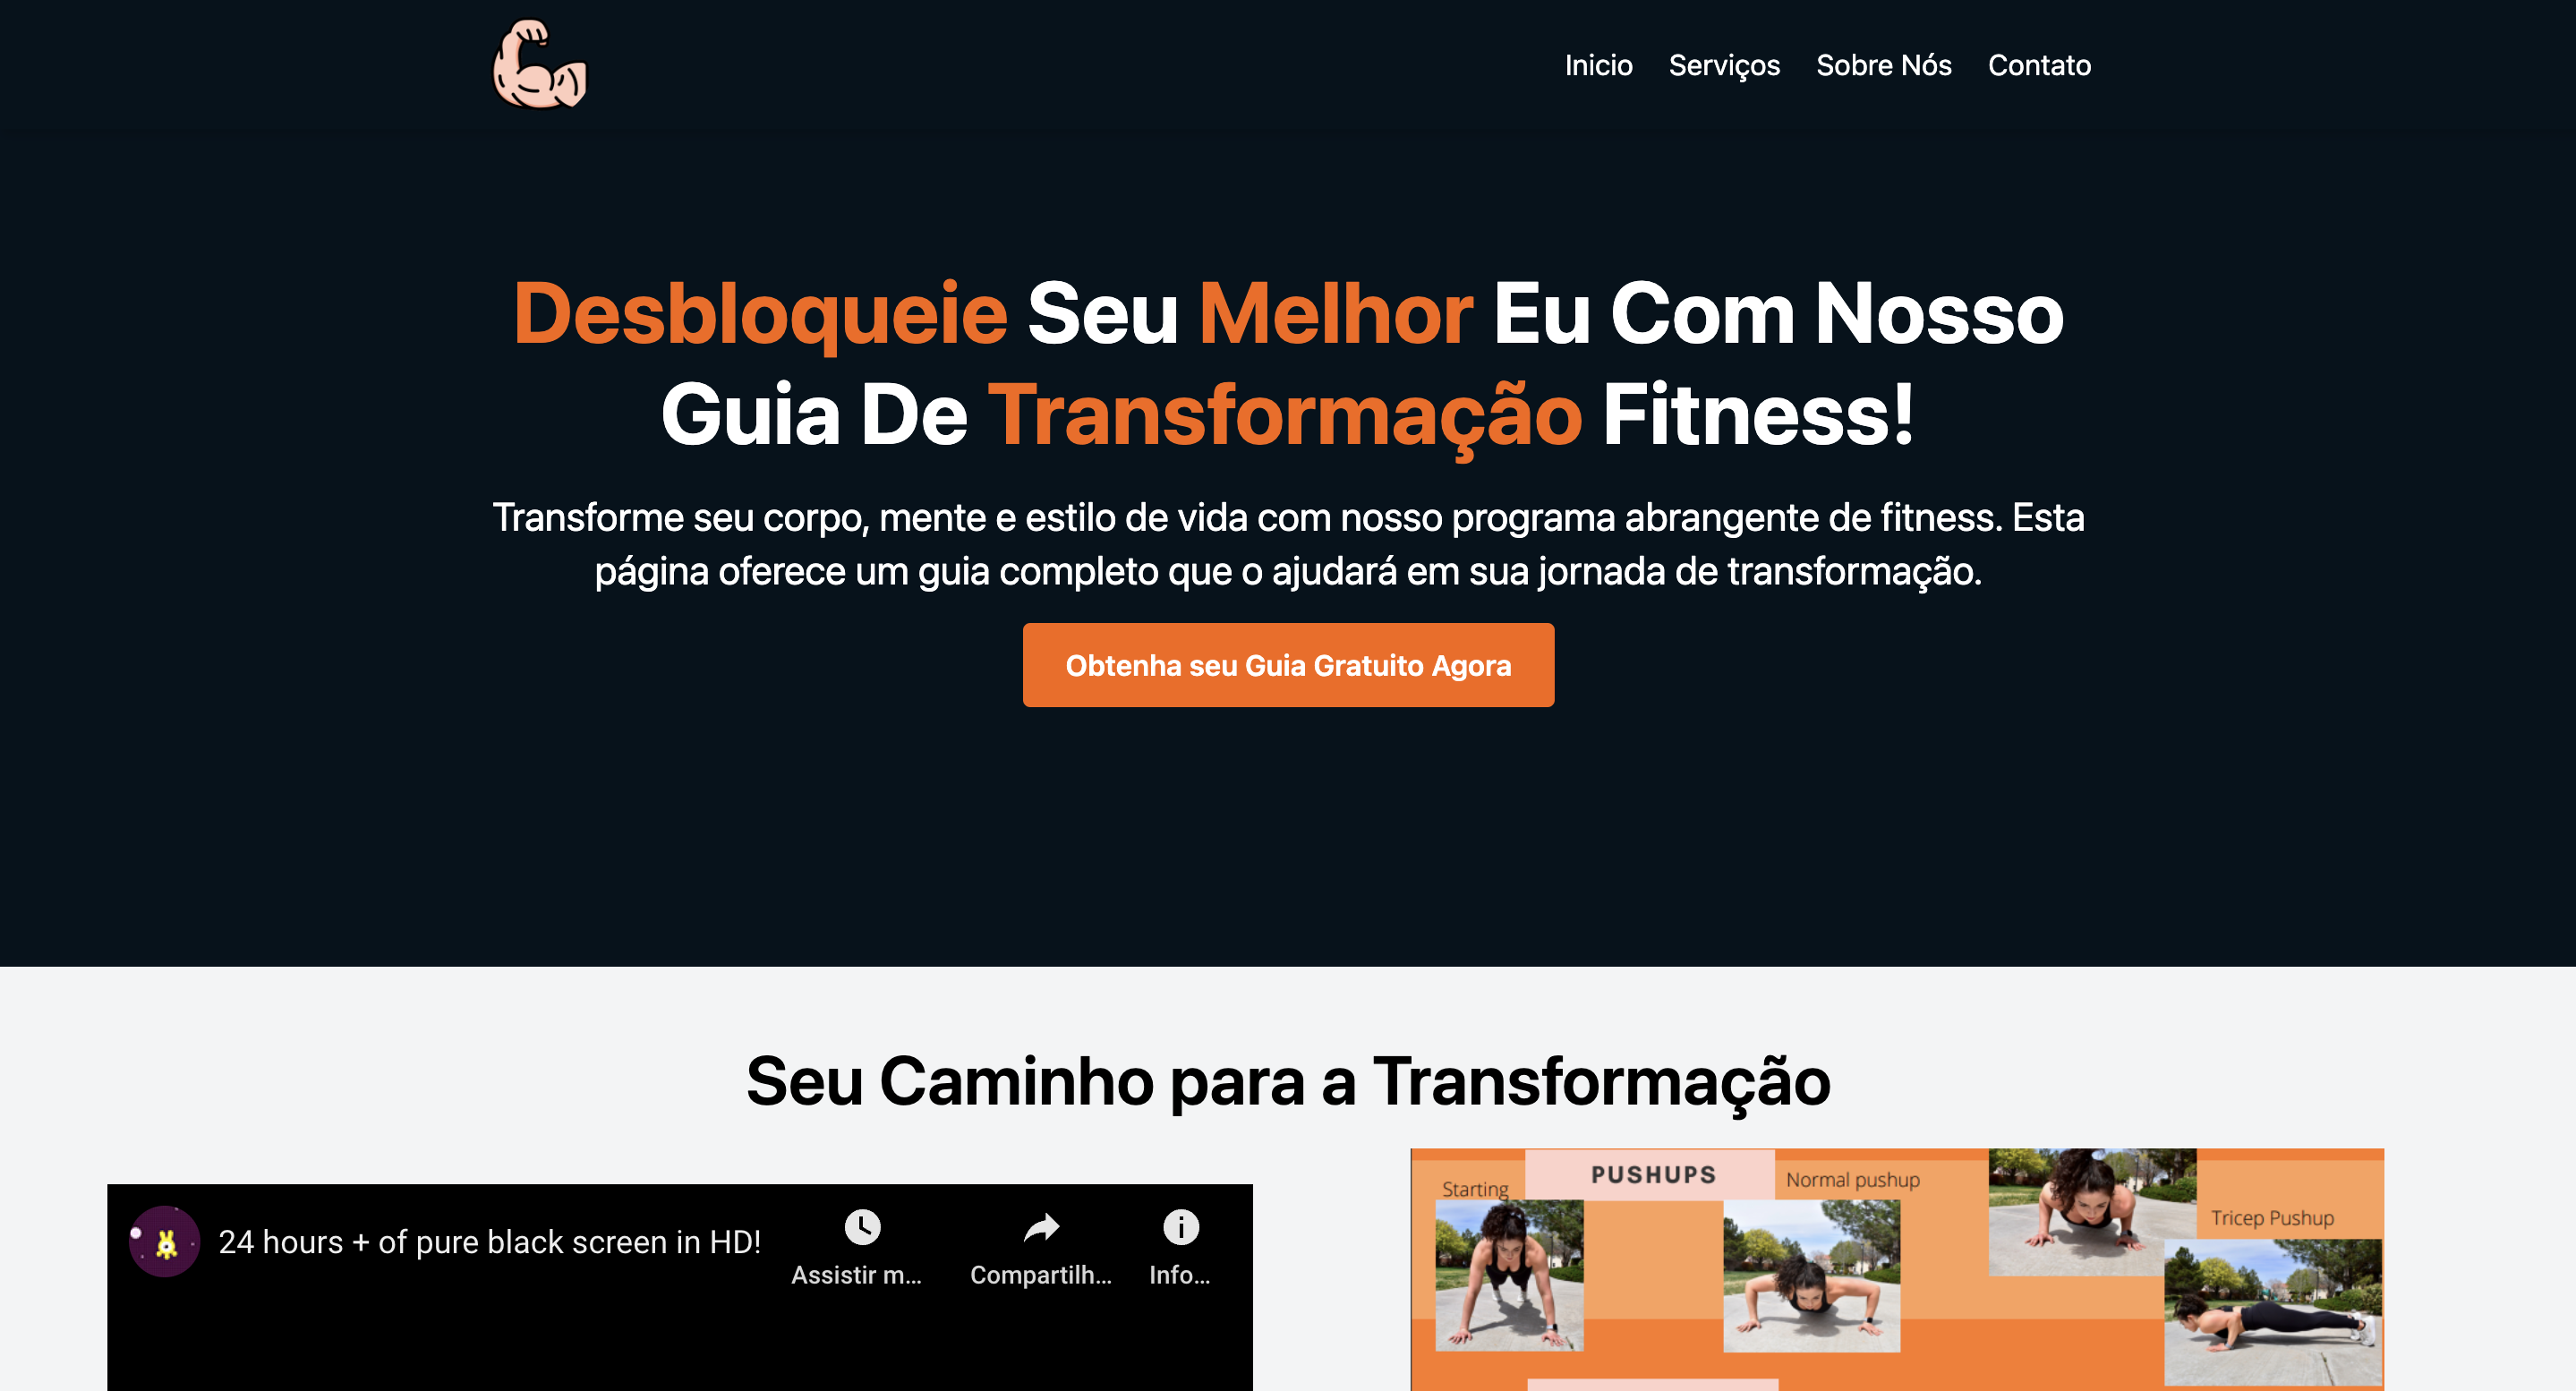 Inicio Serviços Sobre Nós Contato
Desbloqueie Seu Melhor Eu Com Nosso
Guia De Transformação Fitness!
Transforme seu corpo, mente e estilo de vida com nosso programa abrangente de fitness. Esta
página oferece um guia completo que o ajudará em sua jornada de transformação.
Obtenha seu Guia Gratuito Agora
Seu Caminho para a Transformação
24 hours + of pure black screen in HD!
Assistir m...
Compartilh...
Info...
PUSHUPS
Starting
Normal pushup
Tricep Pushup